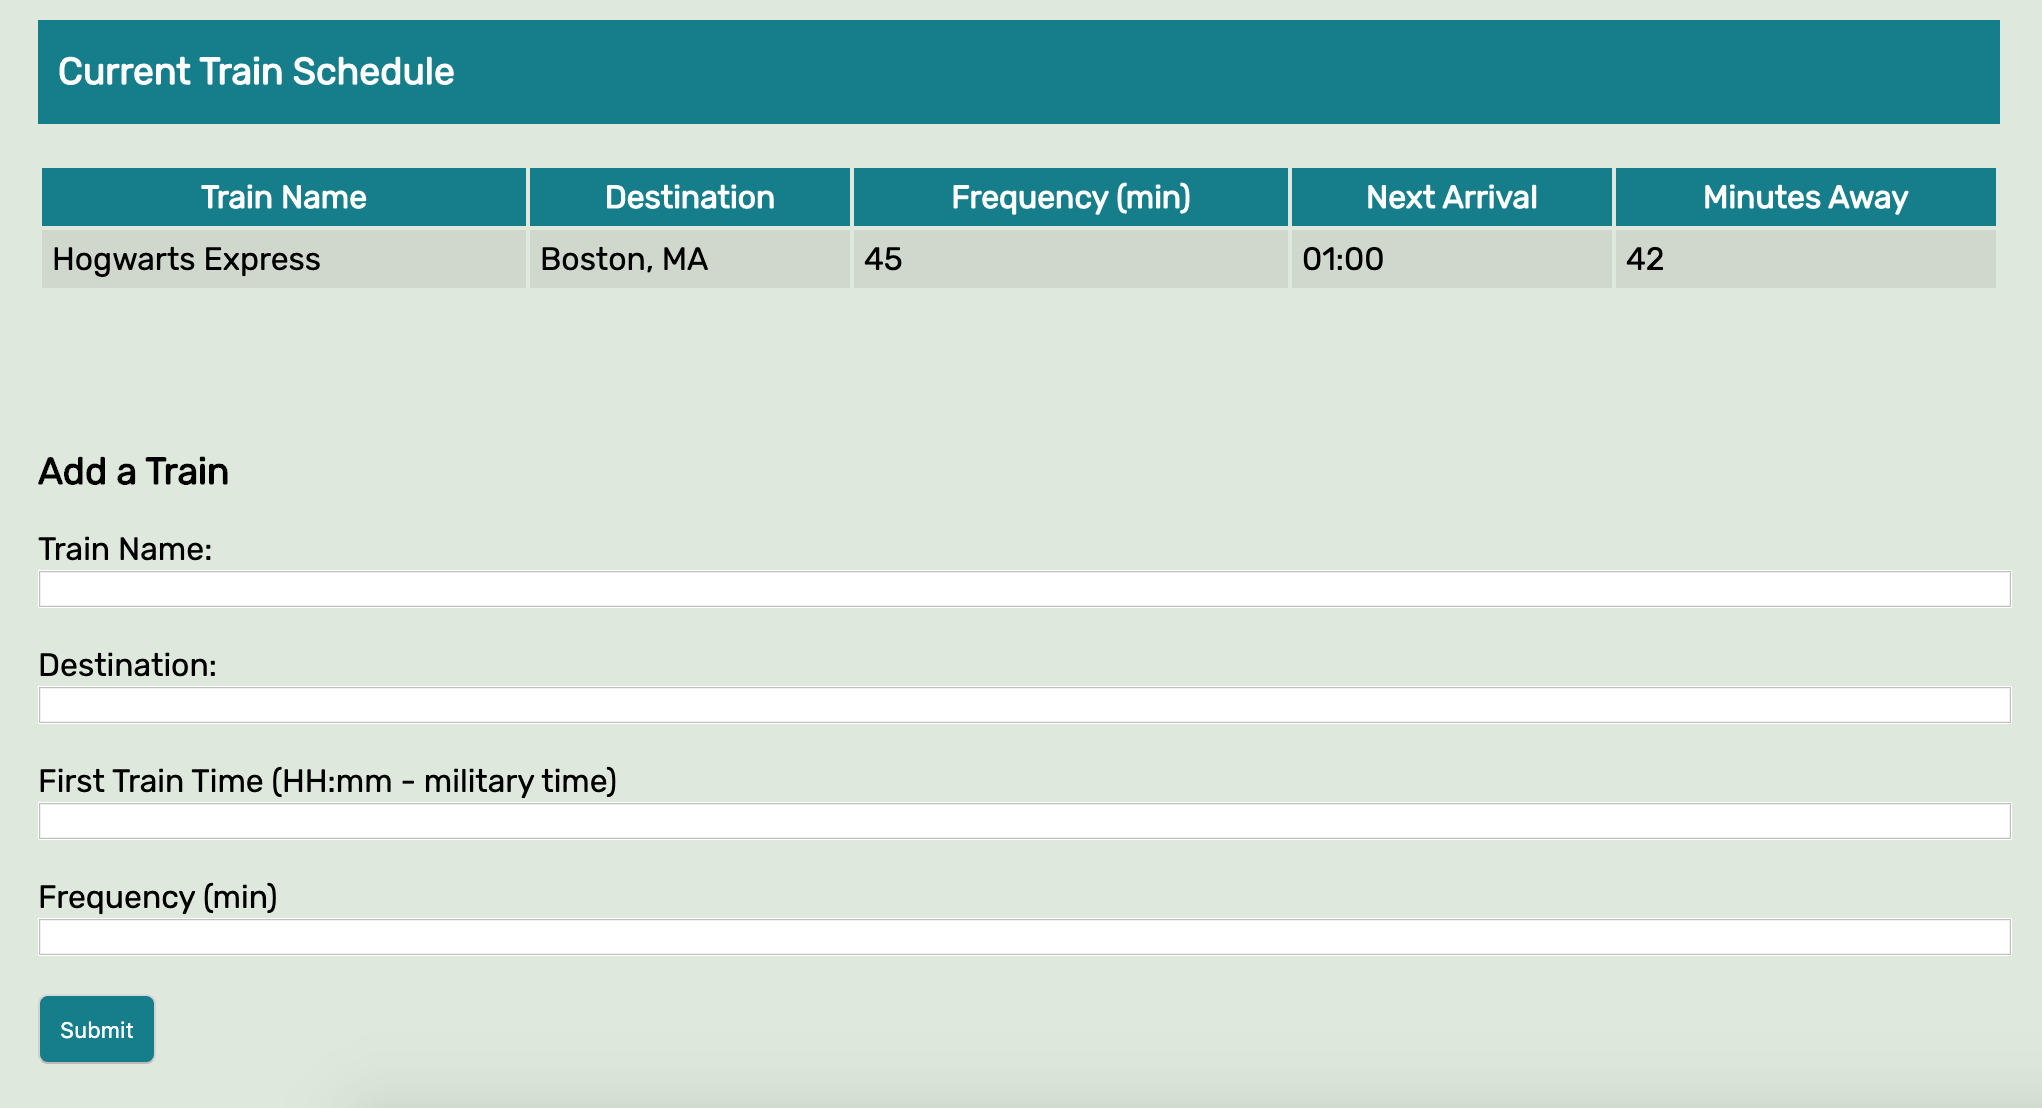 Current Train Schedule
Train Name Destination Frequency (min) Next Arrival Minutes Away
Hogwarts Express Boston, MA 45 01:00 42
Add a Train
Train Name:
Destination:
First Train Time (HH:mm - military time)
Frequency (min)
Submit